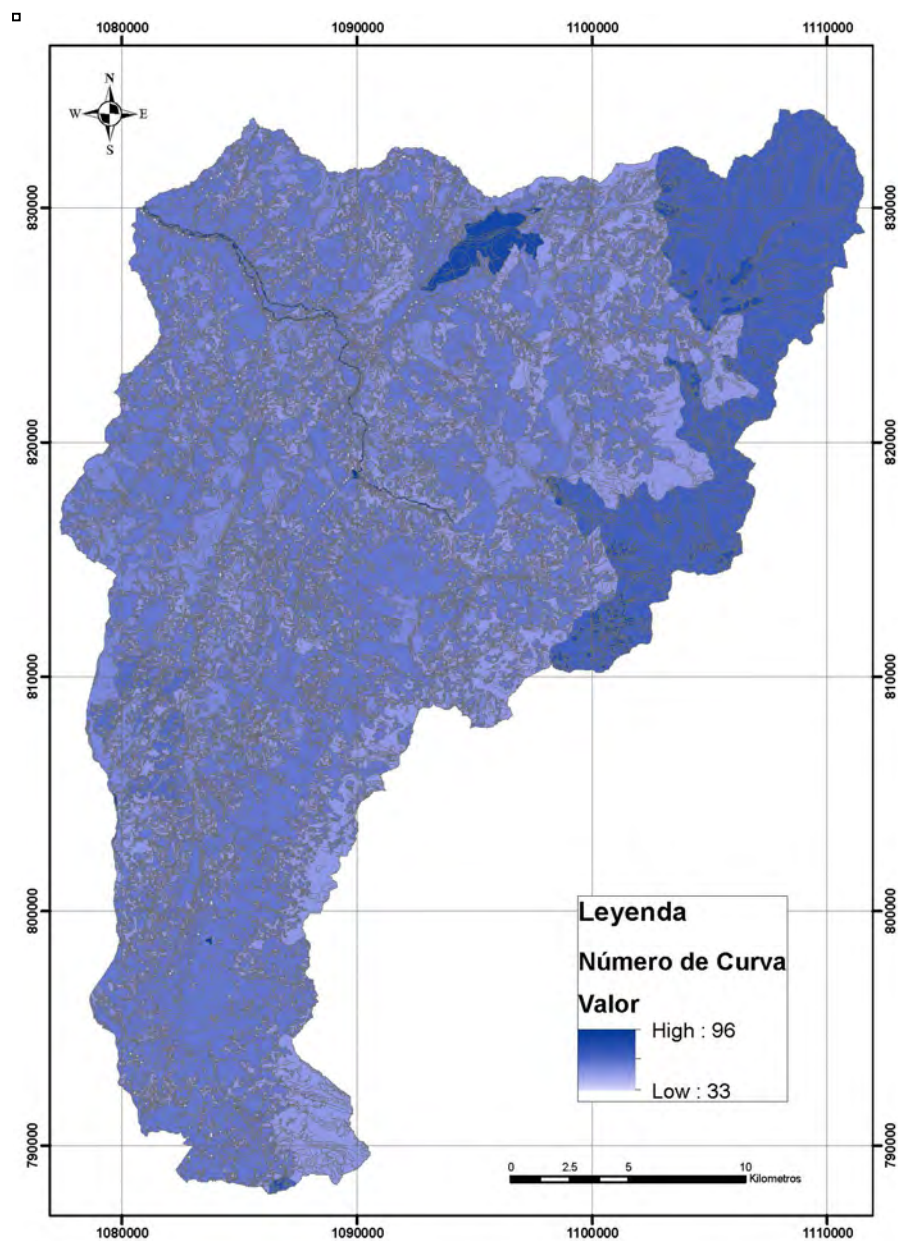 1080000 1090000 1100000 1110000
N
W E
S
830000 830000
820000 820000
810000 810000
800000 800000
790000 790000
Leyenda
Número de Curva
Valor
High : 96
Low : 33
0 2.5 5 10
Kilometros
1080000 1090000 1100000 1110000